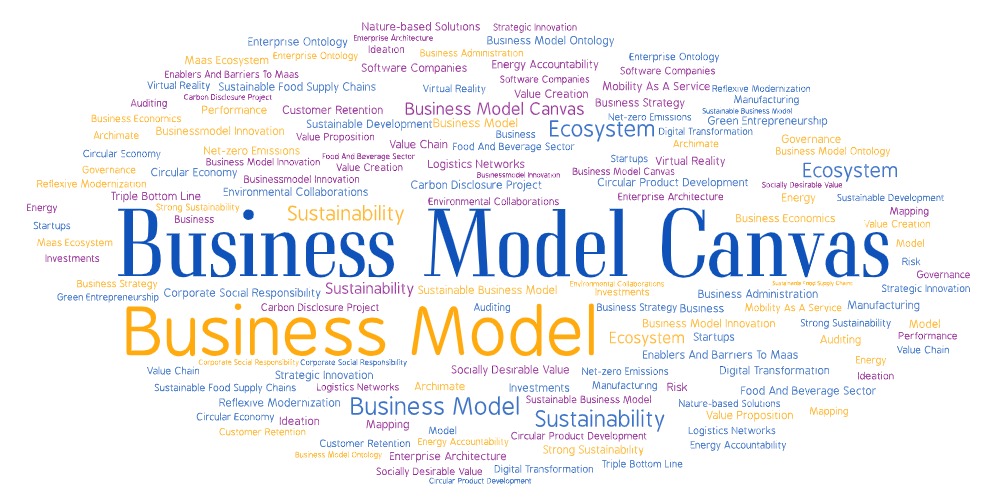 Nature-based Solutions
Strategic Innovation
Enterprise Ontology
Enterprise Architecture
Business Model Ontology
Ideation
Business Administration
Maas Ecosystem
Enterprise Ontology
Enterprise Ontology
Software Companies
Energy Accountability
Enablers And Barriers To Maas
Software Companies
Software Companies
Virtual Reality
Sustainable Food Supply Chains
Virtual Reality
Value Creation
Mobility As A Service
Reflexive Modernization
Carbon Disclosure Project
Auditing
Performance
Customer Retention
Business Model Canvas
Business Strategy
Manufacturing
Sustainable Business Model
Business Economics
Sustainable Development
Business Model
Net-zero Emissions
Green Entrepreneurship
Archimate
Businessmodel Innovation
Value Proposition
Business
Ecosystem
Digital Transformation
Governance
Circular Economy
Net-zero Emissions
Value Chain
Food And Beverage Sector
Archimate
Business Model Ontology
Food And Beverage Sector
Business Model Innovation
Value Creation
Logistics Networks
Startups
Virtual Reality
Governance
Circular Economy
Businessmodel Innovation
Businessmodel Innovation
Business Model Canvas
Ecosystem
Reflexive Modernization
Environmental Collaborations
Carbon Disclosure Project
Circular Product Development
Socially Desirable Value
Triple Bottom Line
Environmental Collaborations
Enterprise Architecture
Energy
Sustainable Development
Energy
Strong Sustainability
Sustainability
Mapping
Startups
Business
Business Economics
Value Creation
Business Model Canvas
Maas Ecosystem
Model
Investments
Risk
Governance
Business Strategy
Sustainability
Sustainable Business Model
Environmental Collaborations
Sustainable Food Supply Chains
Strategic Innovation
Green Entrepreneurship
Corporate Social Responsibility
Investments
Business Administration
Carbon Disclosure Project
Auditing
Business Strategy
Business
Mobility As A Service
Manufacturing
Business Model
Business Model Innovation
Strong Sustainability
Model
Ecosystem
Startups
Auditing
Performance
Value Chain
Corporate Social Responsibility
Corporate Social Responsibility
Enablers And Barriers To Maas
Energy
Value Chain
Strategic Innovation
Socially Desirable Value
Net-zero Emissions
Digital Transformation
Ideation
Sustainable Food Supply Chains
Logistics Networks
Archimate
Investments
Manufacturing
Risk
Food And Beverage Sector
Reflexive Modernization
Business Model
Sustainable Business Model
Nature-based Solutions
Circular Economy
Ideation
Mapping
Sustainability
Value Proposition
Mapping
Customer Retention
Model
Circular Product Development
Logistics Networks
Customer Retention
Energy Accountability
Strong Sustainability
Energy Accountability
Business Model Ontology
Enterprise Architecture
Socially Desirable Value
Digital Transformation
Triple Bottom Line
Circular Product Development